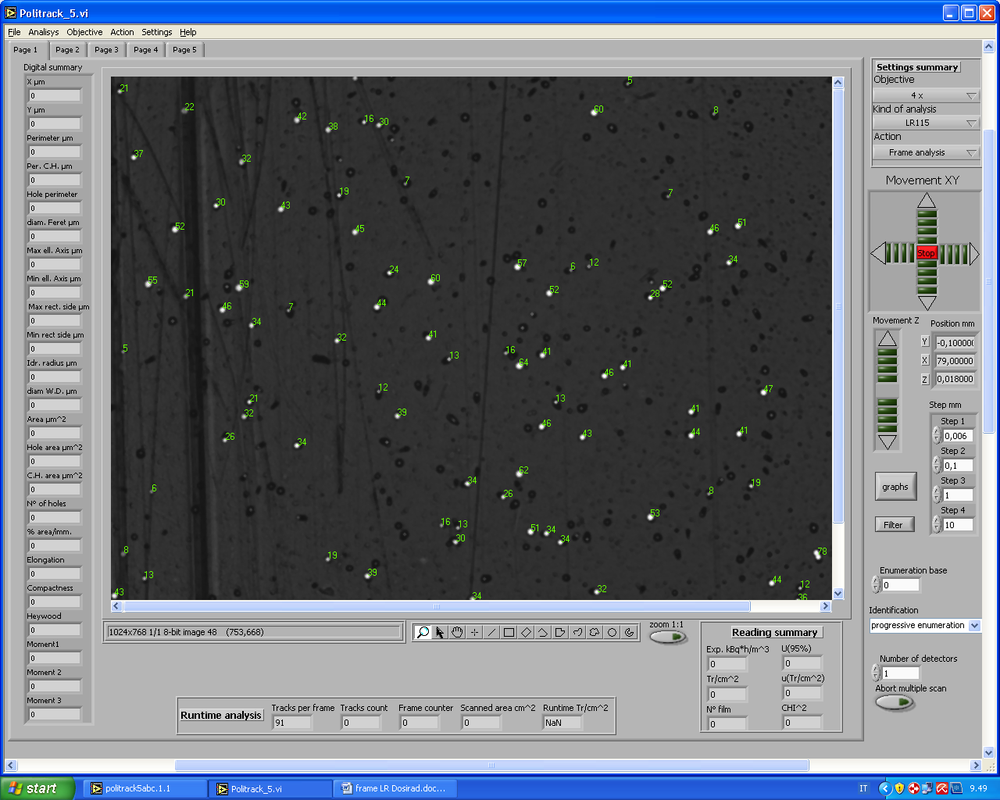 Politrack_5.vi
File Analisys Objective Action Settings Help
Page 1 Page 2 Page 3 Page 4 Page 5
Digital summary
X µm
0
Y µm
0
Perimeter µm
0
Per. C.H. µm
0
Hole perimeter
0
diam. Feret µm
0
Max ell. Axis µm
0
Min ell. Axis µm
0
Max rect. side µm
0
Min rect side µm
0
Idr. radius µm
0
diam W.D. µm
0
Area µm^2
0
Hole area µm^2
0
C.H. area µm^2
0
N° of holes
0
% area/imm.
0
Elongation
0
Compactness
0
Heywood
0
Moment1
0
Moment 2
0
Moment 3
0
5
21
22 60 8
42 16 30 38
37 32
7
19 7
30 43
52 45 46 51
57 6 12 34
24 60
55 59 52
21 52 28
46 7 44
34
32 41
5 13 16 41
64 41
46
12 47
21 13
32 39 41
46
26 43 44 41
34
62
6 34 19
26 8
53
16 13
51 34
30 34
8 19 78
13 39 44
43 32 12
34 36
1024x768 1/1 8-bit image 48 (753,668)
zoom 1:1
Runtime analysis
Tracks per frame Tracks count Frame counter Scanned area cm^2 Runtime Tr/cm^2
91 0 0 0 NaN
Reading summary
Exp. kBq*h/m^3 U(95%)
0 0
Tr/cm^2 u(Tr/cm^2)
0 0
N° film CHI^2
0 0
Settings summary
Objective
4 x
Kind of analysis
LR115
Action
Frame analysis
Movement XY
Stop
Movement Z Position mm
Y -0,100000
X 79,00000
Z 0,018000
Step mm
Step 1
0,006
Step 2
0,1
Step 3
1
Step 4
10
graphs
Filter
Enumeration base
0
Identification
progressive enumeration
Number of detectors
1
Abort multiple scan
start politrack5abc.1.1 Politrack_5.vi frame LR Dosirad.doc... IT 9.49